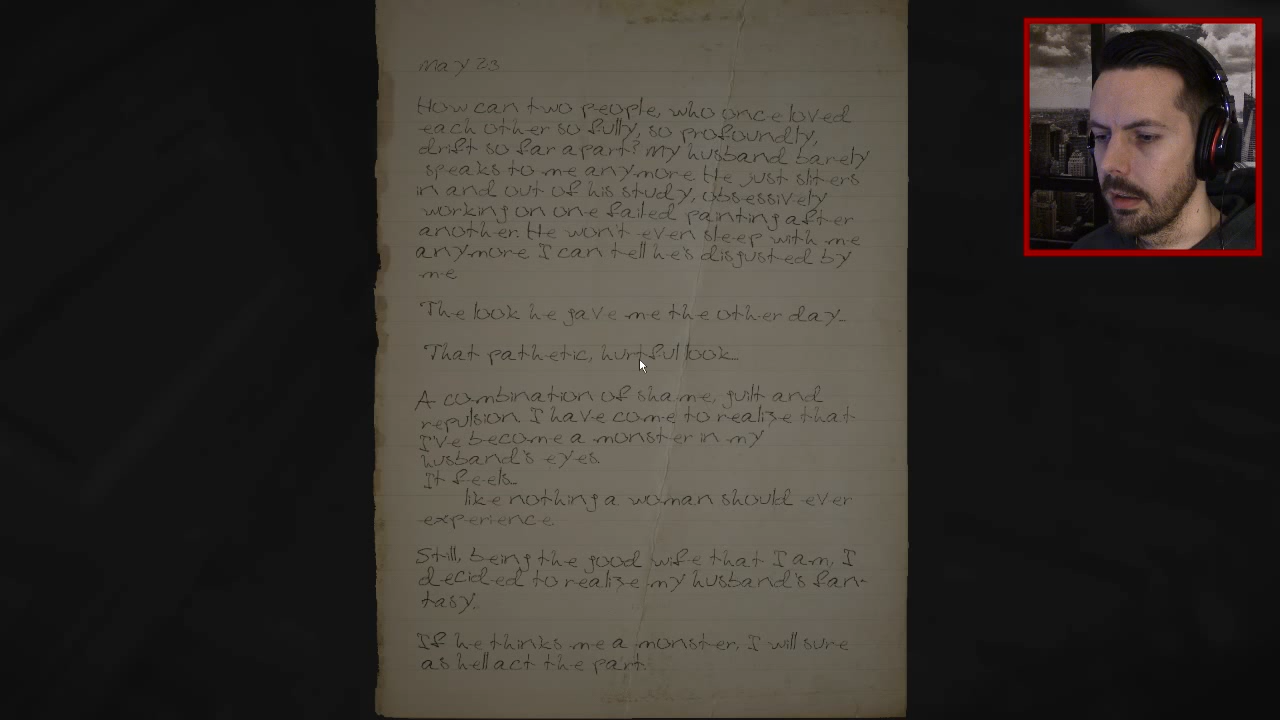 May 23
How can two people, who once loved
each other so fully, so profoundly,
drift so far apart? My husband barely
speaks to me anymore He just sliters
in and out of his study, obsessively
working on one failed painting after
another. He won't even sleep with me
anymore I can tell he's disgusted by
me
The look he gave me the other day...
That pathetic, hurtful look...
A combination of shame, guilt and
repulsion. I have come to realize that
I've become a monster in my
husband's eyes.
It feels...
like nothing a woman should ever
experience.
Still, being the good wife that I am, I
decided to realize my husband's fan-
tasy.
If he thinks me a monster, I will sure
as hell act the part.